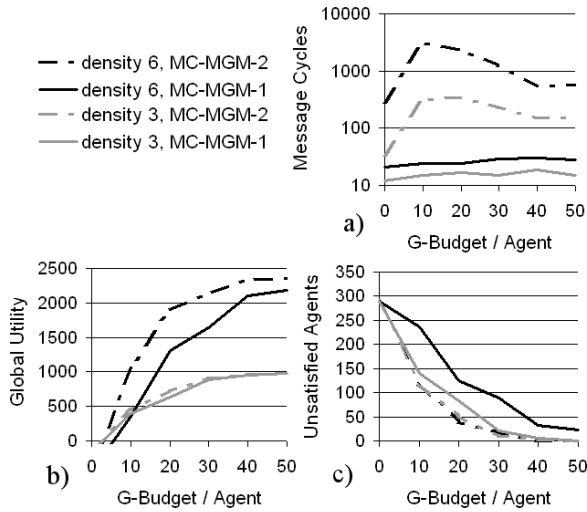 density 6, MC-MGM-2
density 6, MC-MGM-1
density 3, MC-MGM-2
density 3, MC-MGM-1
Message Cycles
10000
1000
100
10
0 10 20 30 40 50
G-Budget / Agent
a)
Global Utility
2500
2000
1500
1000
500
0
0 10 20 30 40 50
G-Budget / Agent
b)
Unsatisfied Agents
350
300
250
200
150
100
50
0
0 10 20 30 40 50
G-Budget / Agent
c)